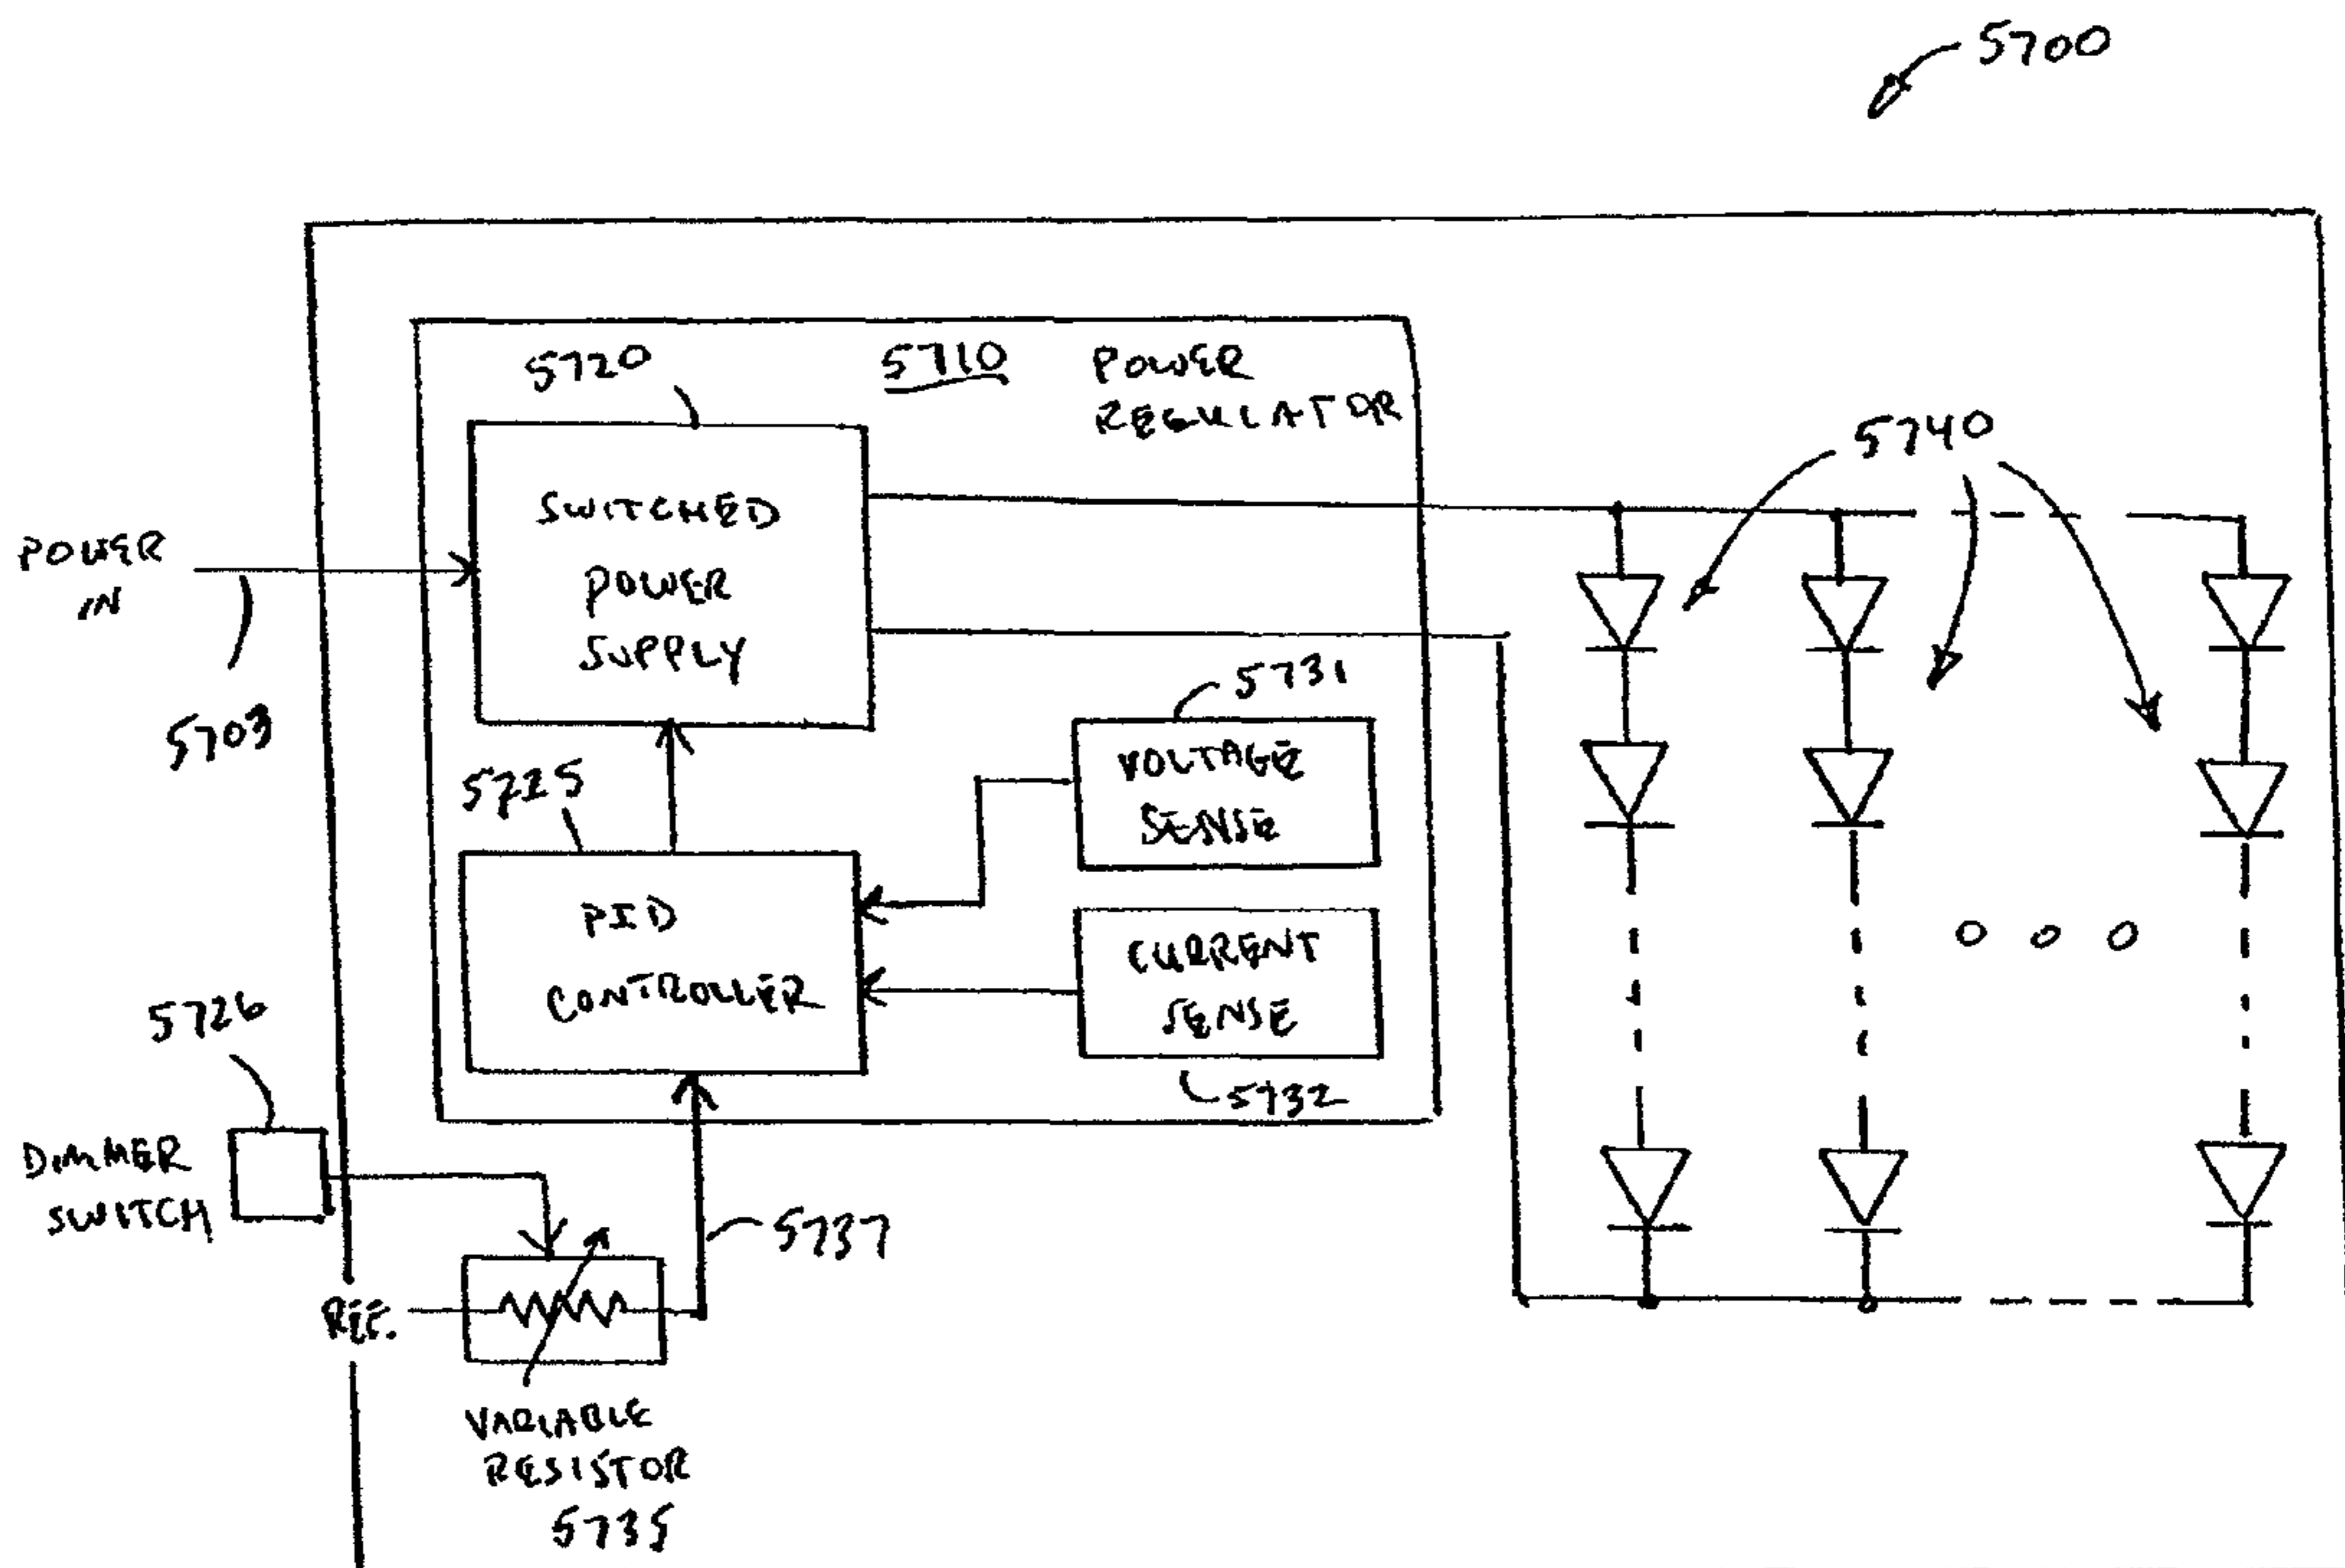 5700
5720
5710
POWER
REGULATOR
5740
SWITCHED
POWER
SUPPLY
POWER
IN
5703
5731
VOLTAGE
SENSE
5725
PID
CONTROLLER
CURRENT
SENSE
5732
5726
DIMMER
SWITCH
5737
REF.
VARIABLE
RESISTOR
5735